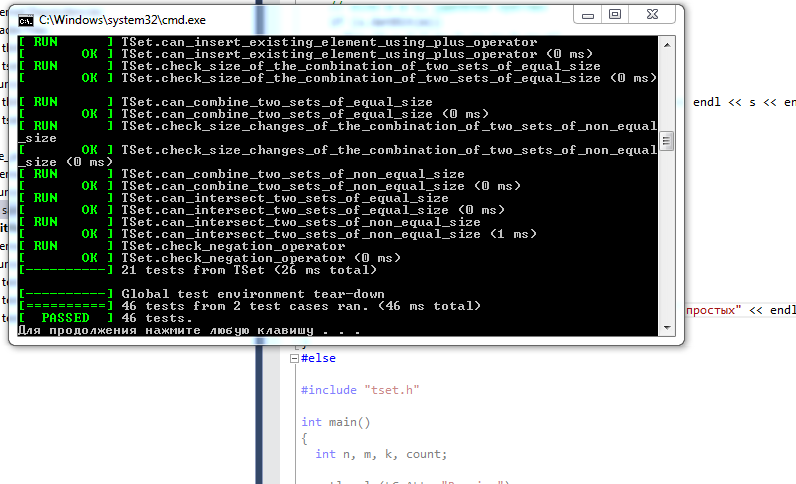 C:\Windows\system32\cmd.exe
[ RUN      ] TSet.can_insert_existing_element_using_plus_operator
[       OK ] TSet.can_insert_existing_element_using_plus_operator (0 ms)
[ RUN      ] TSet.check_size_of_the_combination_of_two_sets_of_equal_size
[       OK ] TSet.check_size_of_the_combination_of_two_sets_of_equal_size (0 ms)
[ RUN      ] TSet.can_combine_two_sets_of_equal_size
[       OK ] TSet.can_combine_two_sets_of_equal_size (0 ms)
[ RUN      ] TSet.check_size_changes_of_the_combination_of_two_sets_of_non_equal
_size
[       OK ] TSet.check_size_changes_of_the_combination_of_two_sets_of_non_equal
_size (0 ms)
[ RUN      ] TSet.can_combine_two_sets_of_non_equal_size
[       OK ] TSet.can_combine_two_sets_of_non_equal_size (0 ms)
[ RUN      ] TSet.can_intersect_two_sets_of_equal_size
[       OK ] TSet.can_intersect_two_sets_of_equal_size (0 ms)
[ RUN      ] TSet.can_intersect_two_sets_of_non_equal_size
[       OK ] TSet.can_intersect_two_sets_of_non_equal_size (1 ms)
[ RUN      ] TSet.check_negation_operator
[       OK ] TSet.check_negation_operator (0 ms)
[----------] 21 tests from TSet (26 ms total)
[----------] Global test environment tear-down
[==========] 46 tests from 2 test cases ran. (46 ms total)
[  PASSED  ] 46 tests.
Для продолжения нажмите любую клавишу . . .
endl << s << en
простых" << endl
#else
#include "tset.h"
int main()
{
int n, m, k, count;